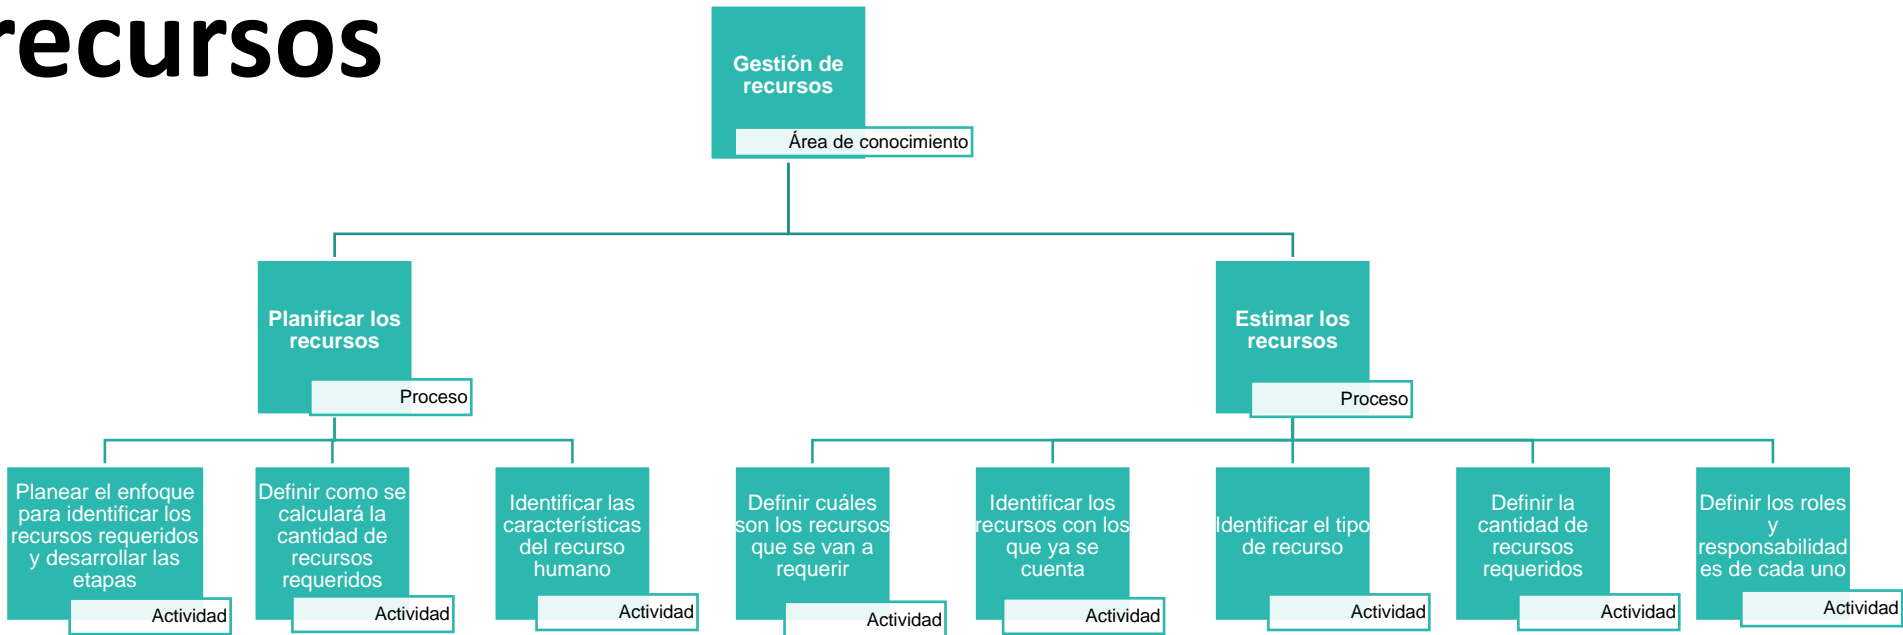 recursos
Gestión de
recursos
Área de conocimiento
Planificar los
recursos
Proceso
Estimar los
recursos
Proceso
Planear el enfoque
para identificar los
recursos requeridos
y desarrollar las
etapas
Actividad
Definir como se
calculará la
cantidad de
recursos
requeridos
Actividad
Identificar las
características
del recurso
humano
Actividad
Definir cuáles
son los recursos
que se van a
requerir
Actividad
Identificar los
recursos con los
que ya se
cuenta
Actividad
Identificar el tipo
de recurso
Actividad
Definir la
cantidad de
recursos
requeridos
Actividad
Definir los roles
y
responsabilidad
es de cada uno
Actividad